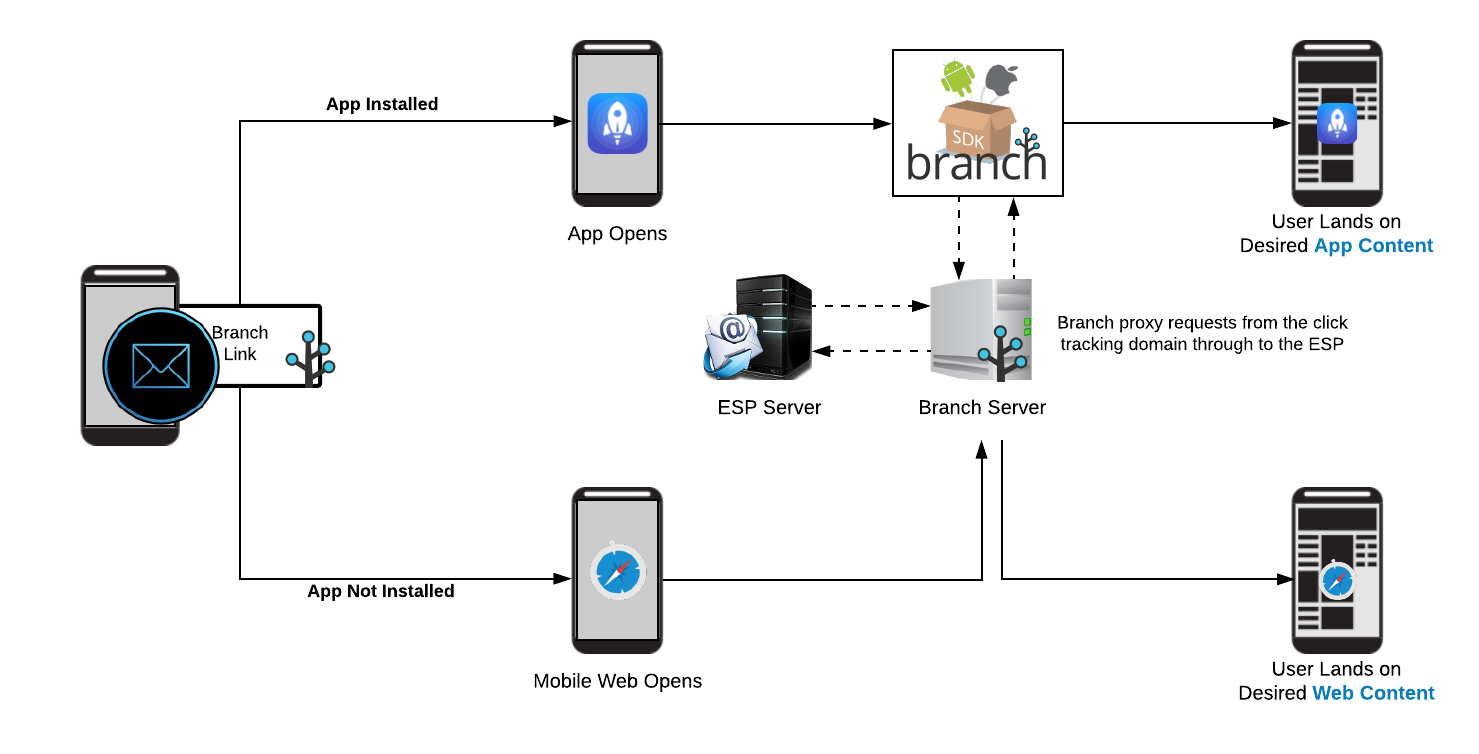 App Installed
SDK
branch
App Opens
User Lands on
Desired App Content
Branch
Link
@
Branch proxy requests from the click
tracking domain through to the ESP
ESP Server
Branch Server
App Not Installed
Mobile Web Opens
User Lands on
Desired Web Content